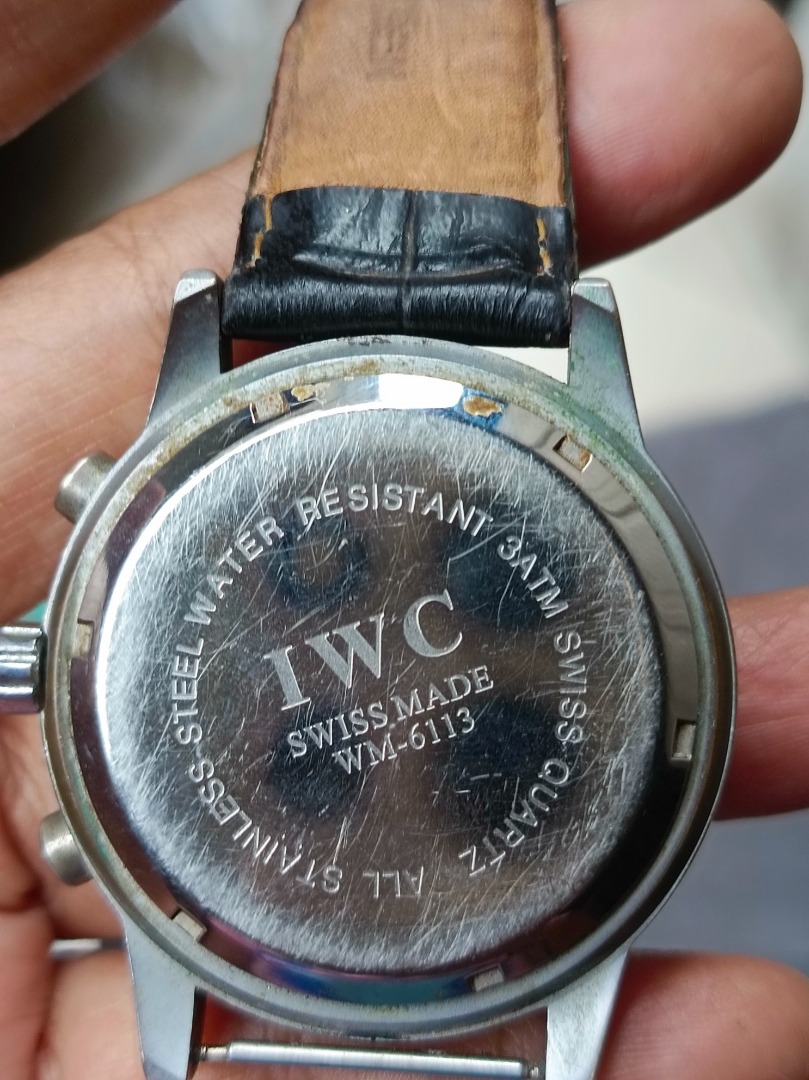 WATER RESISTANT 3ATM SWISS QUARTZ ALL STAINLESS STEEL
IWC
SWISS MADE
WM-6113